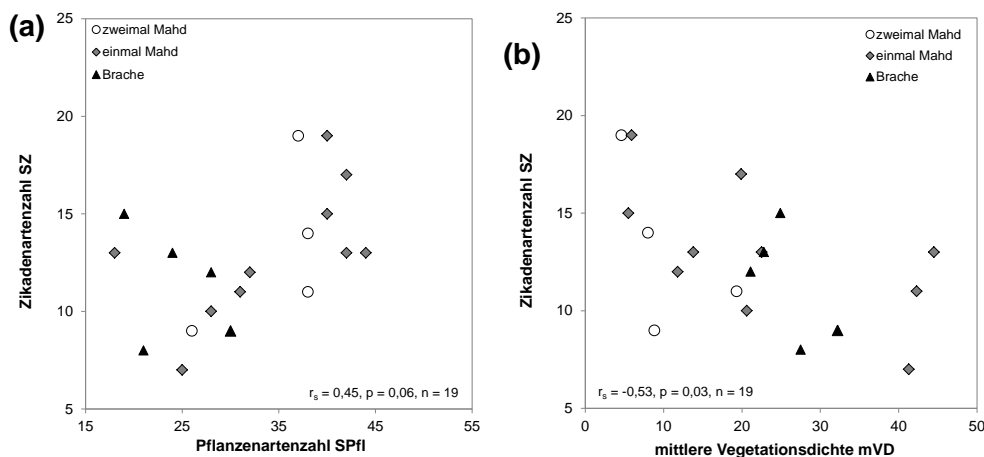 (a)
25
20
15
10
5
Zikadenartenzahl SZ
zweimal Mahd
einmal Mahd
Brache
rs = 0,45, p = 0,06, n = 19
15 25 35 45 55
Pflanzenartenzahl SPfl
(b)
25
20
15
10
5
Zikadenartenzahl SZ
zweimal Mahd
einmal Mahd
Brache
rs = -0,53, p = 0,03, n = 19
0 10 20 30 40 50
mittlere Vegetationsdichte mVD